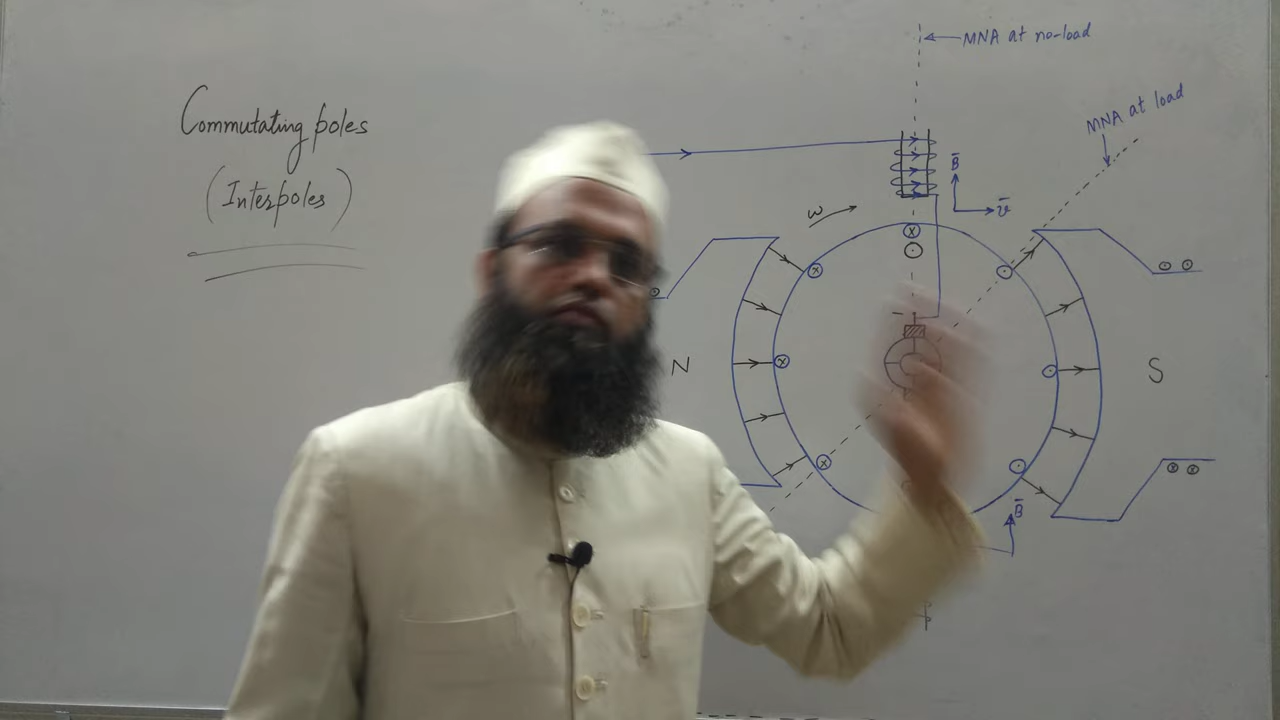 Commutating poles
(Interpoles)
MNA at no-load
MNA at load
B̅
v̅
ω
N
S
B̅